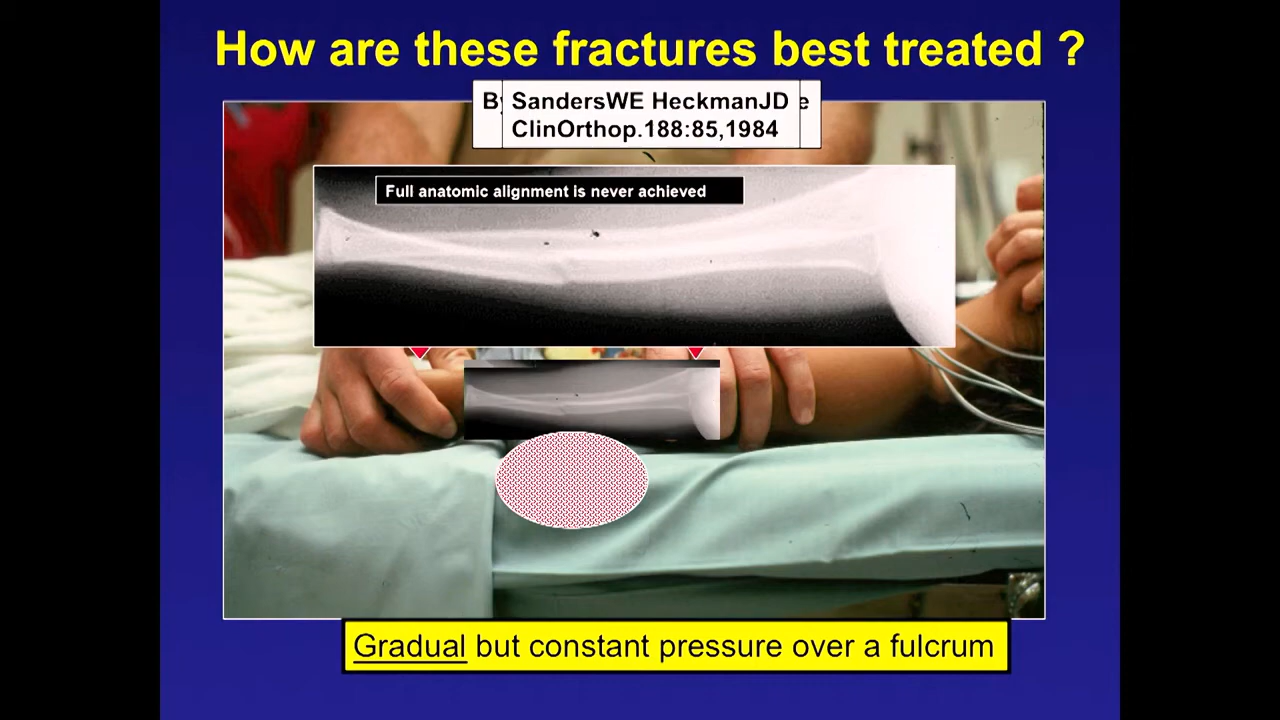 How are these fractures best treated ?
By SandersWE HeckmanJD e
ClinOrthop.188:85,1984
Full anatomic alignment is never achieved
Gradual but constant pressure over a fulcrum